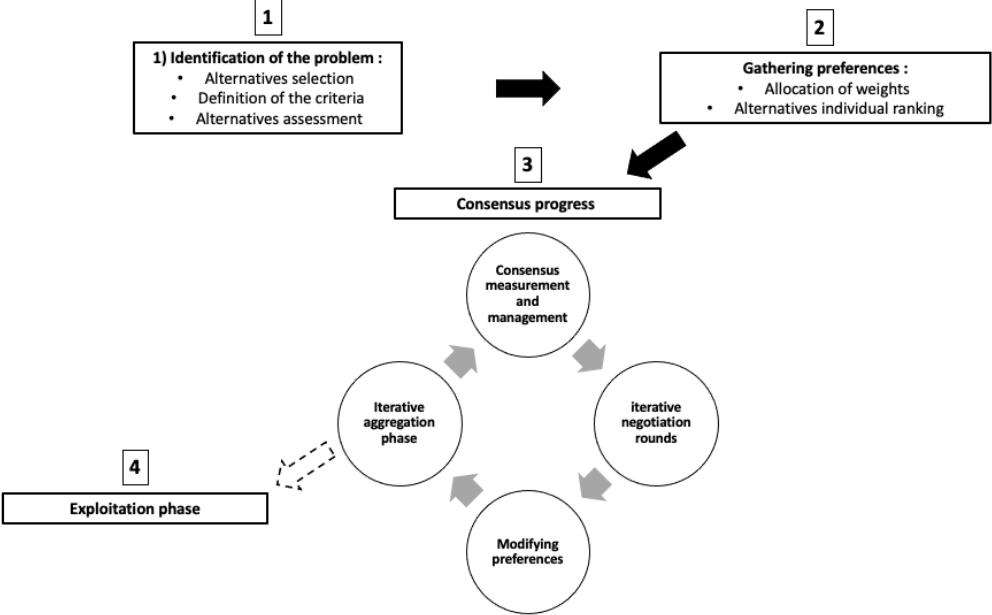 1
1) Identification of the problem :
• Alternatives selection
• Definition of the criteria
• Alternatives assessment
2
Gathering preferences :
• Allocation of weights
• Alternatives individual ranking
3
Consensus progress
Consensus
measurement
and
management
iterative
negotiation
rounds
Modifying
preferences
Iterative
aggregation
phase
4
Exploitation phase